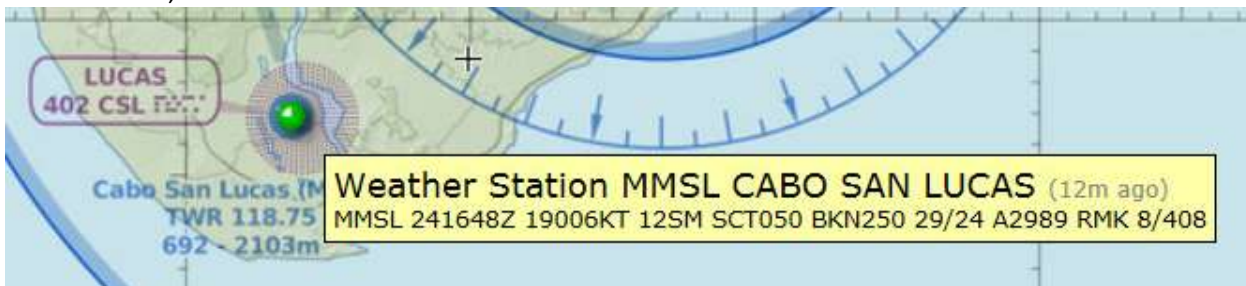 LUCAS
402 CSL
Cabo San Lucas (M
TWR 118.75
692 - 2103m
Weather Station MMSL CABO SAN LUCAS (12m ago)
MMSL 241648Z 19006KT 12SM SCT050 BKN250 29/24 A2989 RMK 8/408